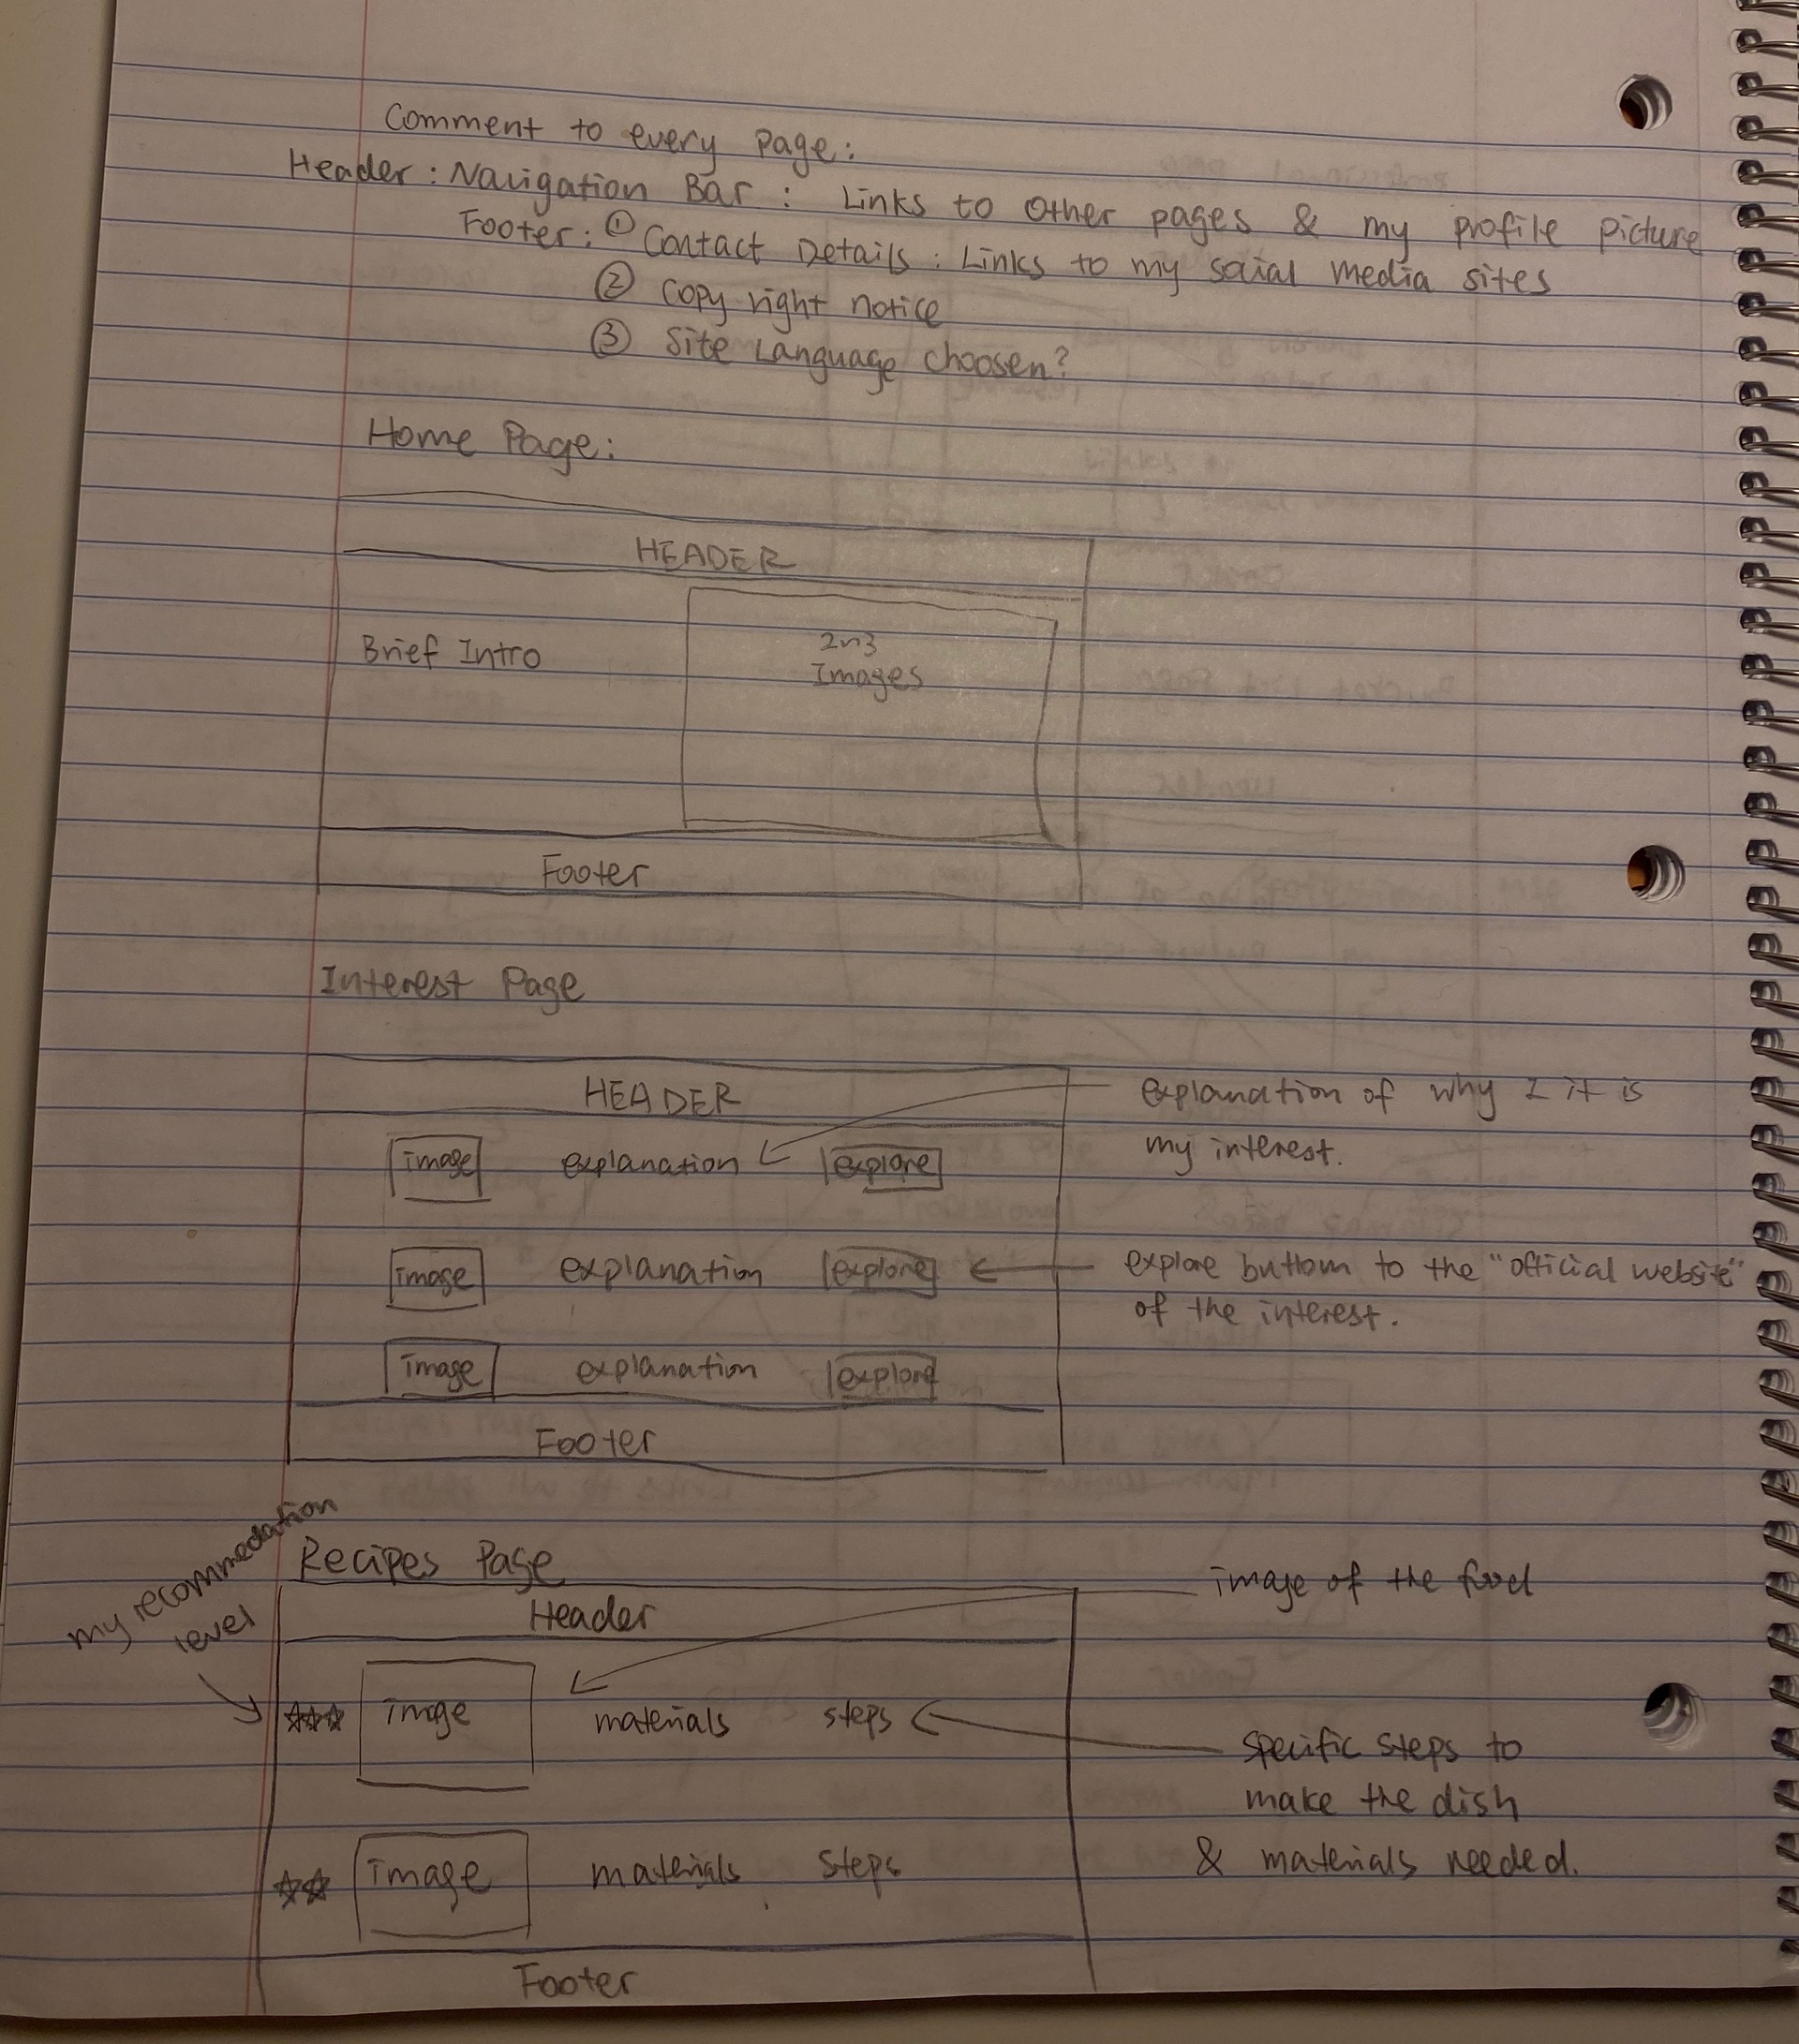 Comment to every page:
Header: Navigation Bar: Links to other pages & my profile picture
Footer: ① Contact Details: Links to my social media sites
② Copy right notice
③ Site Language choosen?
Home Page:
HEADER
Brief Intro
2~3
Images
Footer
Interest Page
HEADER
explanation of why I it is
my interest.
image explanation explore
image explanation explore
explore buttom to the "official website"
of the interest.
image explanation explore
Footer
my recommedation
level
Recipes Page
image of the food
Header
image materials steps
specific steps to
make the dish
& materials needed.
image materials steps
Footer